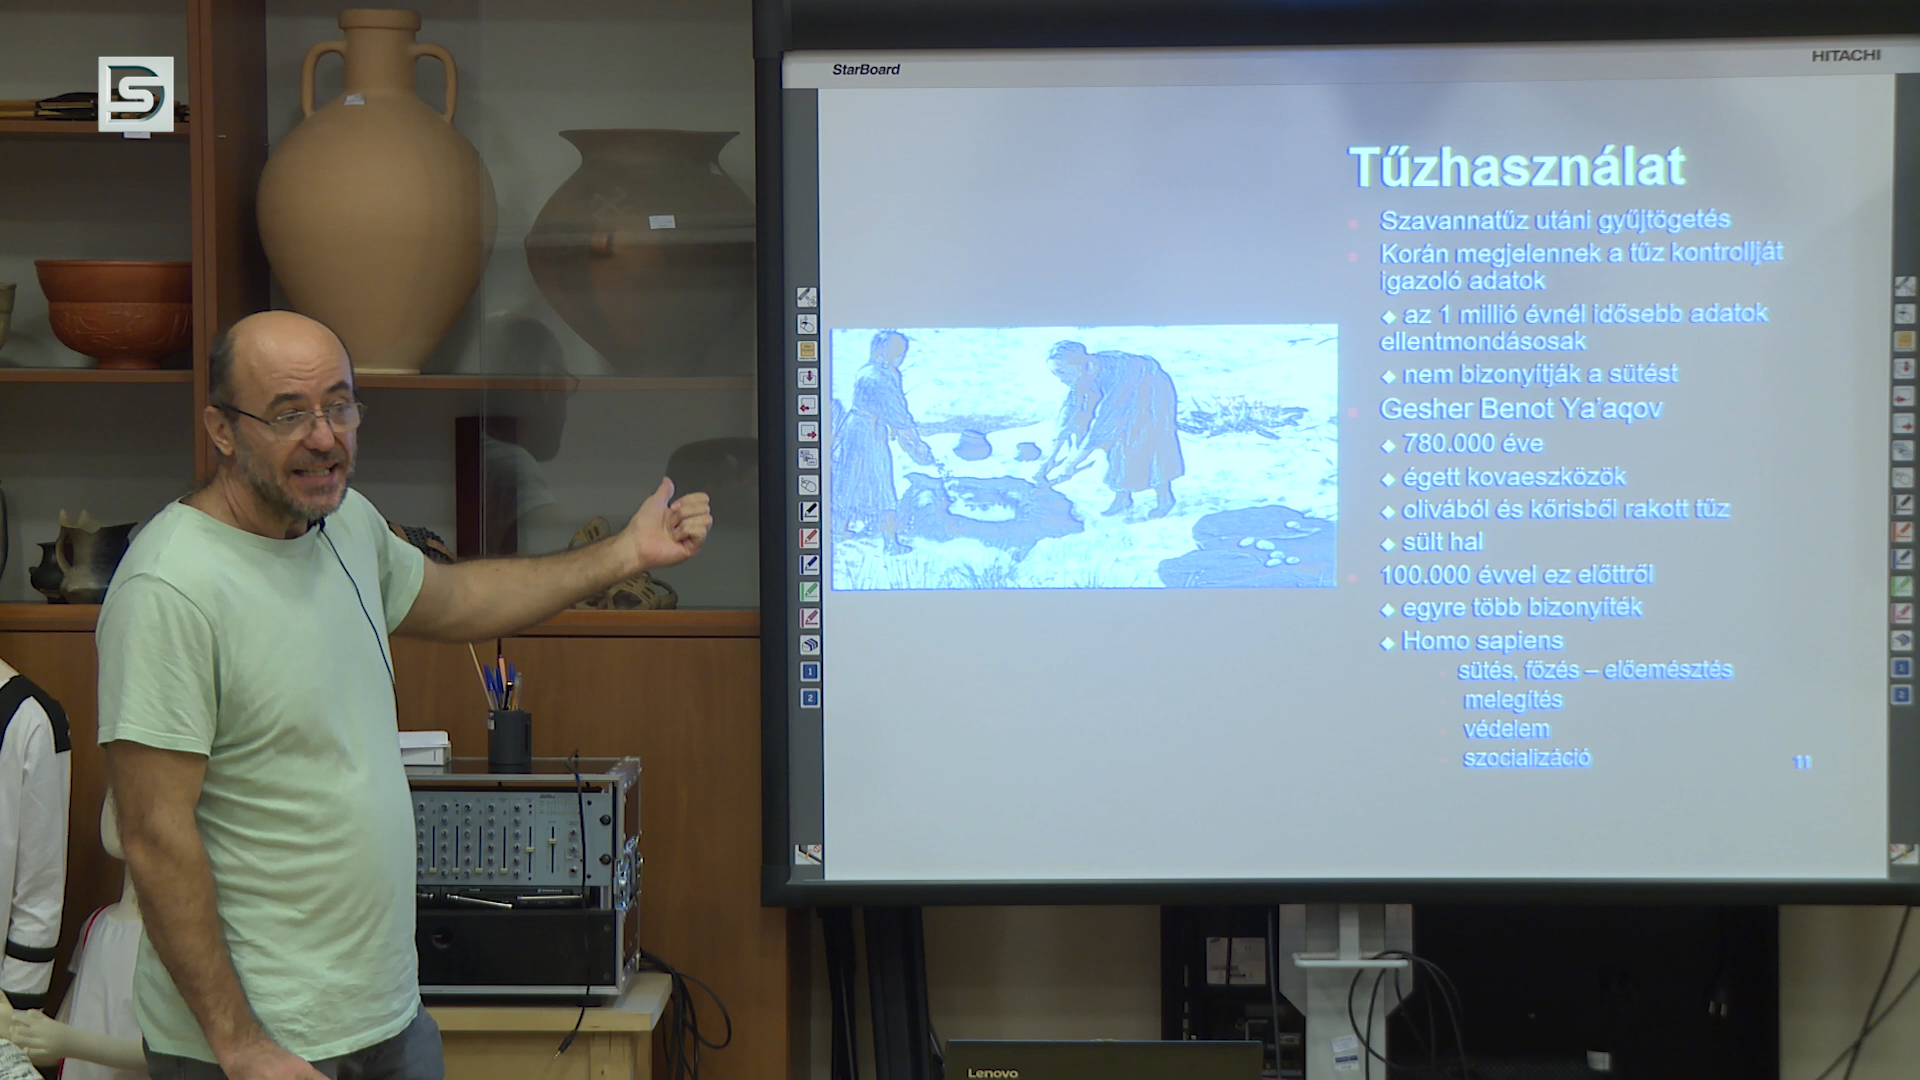 StarBoard
HITACHI
Tűzhasználat
Szavannatűz utáni gyűjtögetés
Korán megjelennek a tűz kontrollját
igazoló adatok
az 1 millió évnél idősebb adatok
ellentmondásosak
nem bizonyítják a sütést
Gesher Benot Ya'aqov
780.000 éve
égett kovaeszközök
olivából és kőrisből rakott tűz
sült hal
100.000 évvel ez előttről
egyre több bizonyíték
Homo sapiens
sütés, főzés – előemésztés
melegítés
védelem
szocializáció
11
1
2
Lenovo